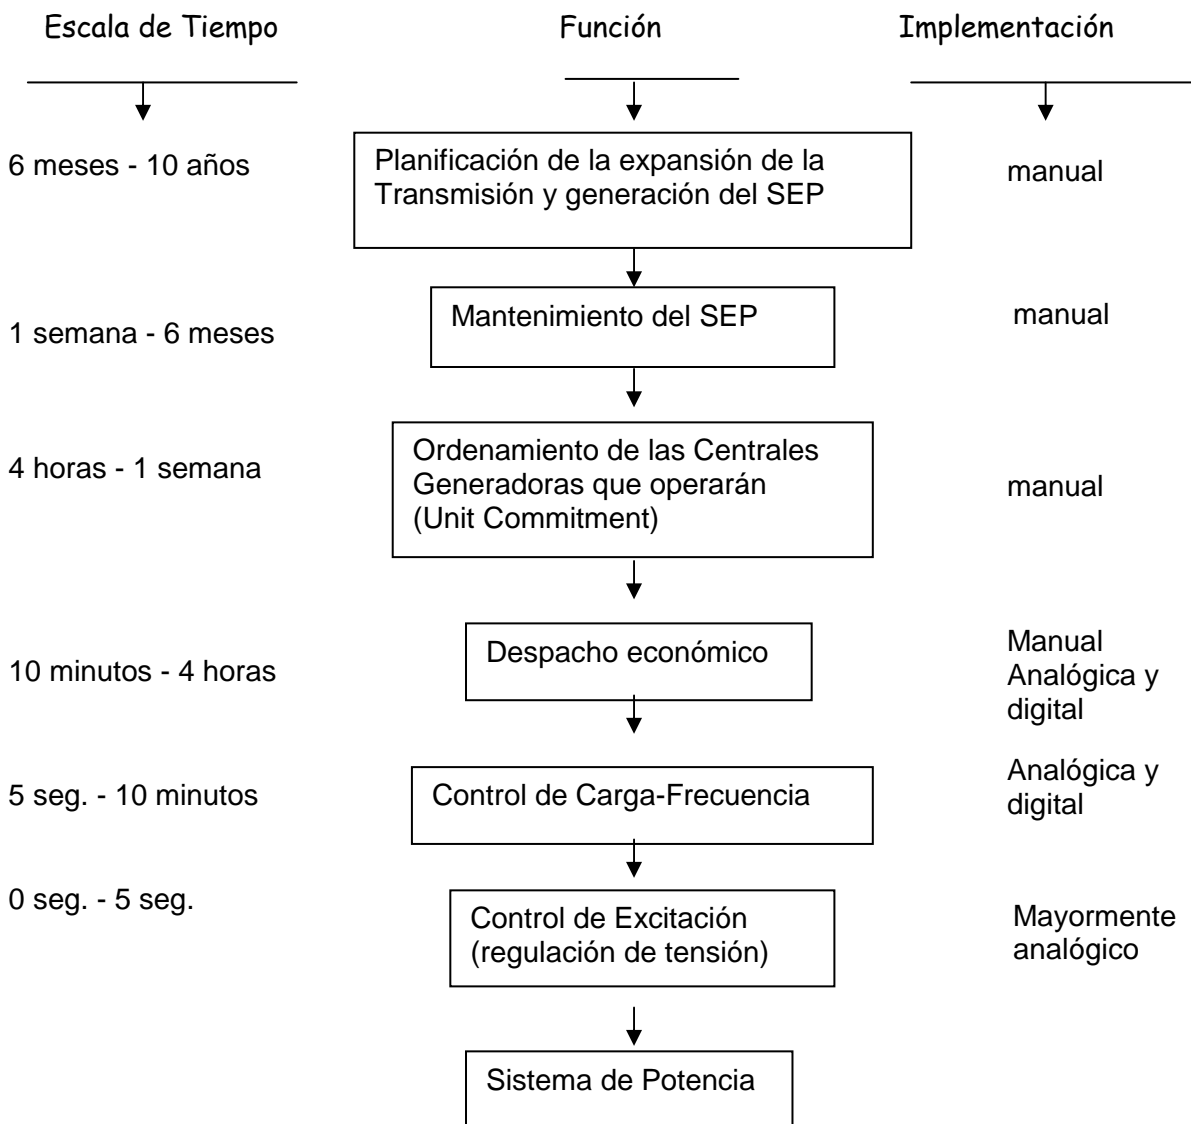 Escala de Tiempo
Función
Implementación
6 meses - 10 años
Planificación de la expansión de la
Transmisión y generación del SEP
manual
1 semana - 6 meses
Mantenimiento del SEP
manual
4 horas - 1 semana
Ordenamiento de las Centrales
Generadoras que operarán
(Unit Commitment)
manual
10 minutos - 4 horas
Despacho económico
Manual
Analógica y
digital
5 seg. - 10 minutos
Control de Carga-Frecuencia
Analógica y
digital
0 seg. - 5 seg.
Control de Excitación
(regulación de tensión)
Mayormente
analógico
Sistema de Potencia